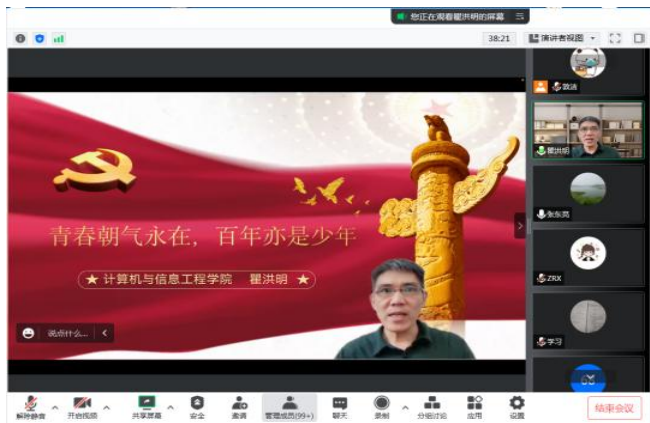 您正在观看瞿洪明的屏幕
38:21
演讲者视图
致洁
瞿洪明
张东岗
ZRX
学习
青春朝气永在，百年亦是少年
★ 计算机与信息工程学院 瞿洪明 ★
说点什么...
解除静音
开启视频
共享屏幕
安全
邀请
管理成员(99+)
聊天
录制
分组讨论
应用
设置
结束会议